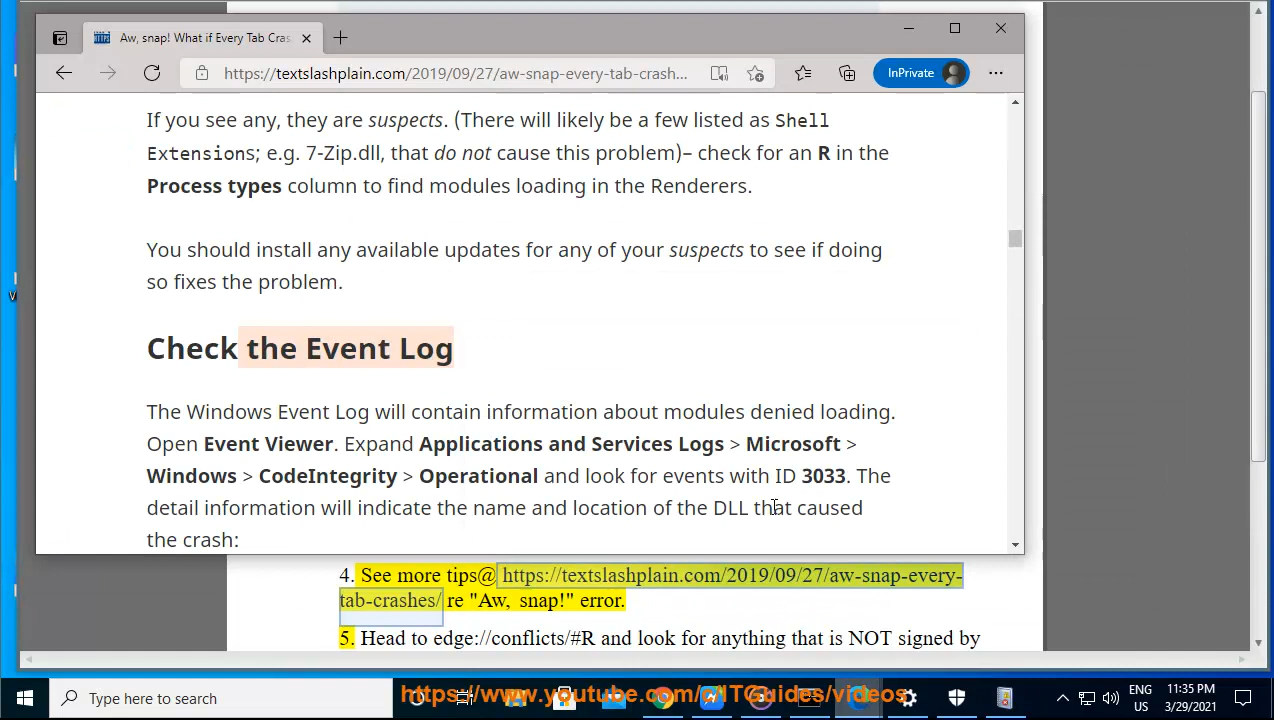 Aw, snap! What if Every Tab Cras
https://textslashplain.com/2019/09/27/aw-snap-every-tab-crash...
InPrivate
If you see any, they are suspects. (There will likely be a few listed as Shell
Extensions; e.g. 7-Zip.dll, that do not cause this problem)– check for an R in the
Process types column to find modules loading in the Renderers.
You should install any available updates for any of your suspects to see if doing
so fixes the problem.
Check the Event Log
The Windows Event Log will contain information about modules denied loading.
Open Event Viewer. Expand Applications and Services Logs > Microsoft >
Windows > CodeIntegrity > Operational and look for events with ID 3033. The
detail information will indicate the name and location of the DLL that caused
the crash:
4. See more tips@ https://textslashplain.com/2019/09/27/aw-snap-every-
tab-crashes/ re "Aw, snap!" error.
5. Head to edge://conflicts/#R and look for anything that is NOT signed by
Type here to search
https://www.youtube.com/c/ITGuides/videos
ENG
US
11:35 PM
3/29/2021